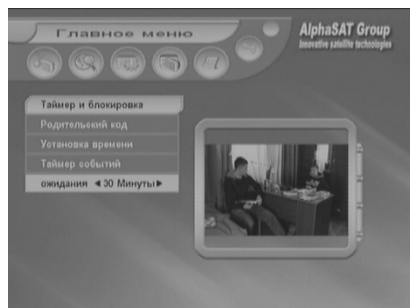 Главное меню
AlphaSAT Group
Innovative satellite technologies
Таймер и блокировка
Родительский код
Установка времени
Таймер событий
ожидания ◄30 Минуты►